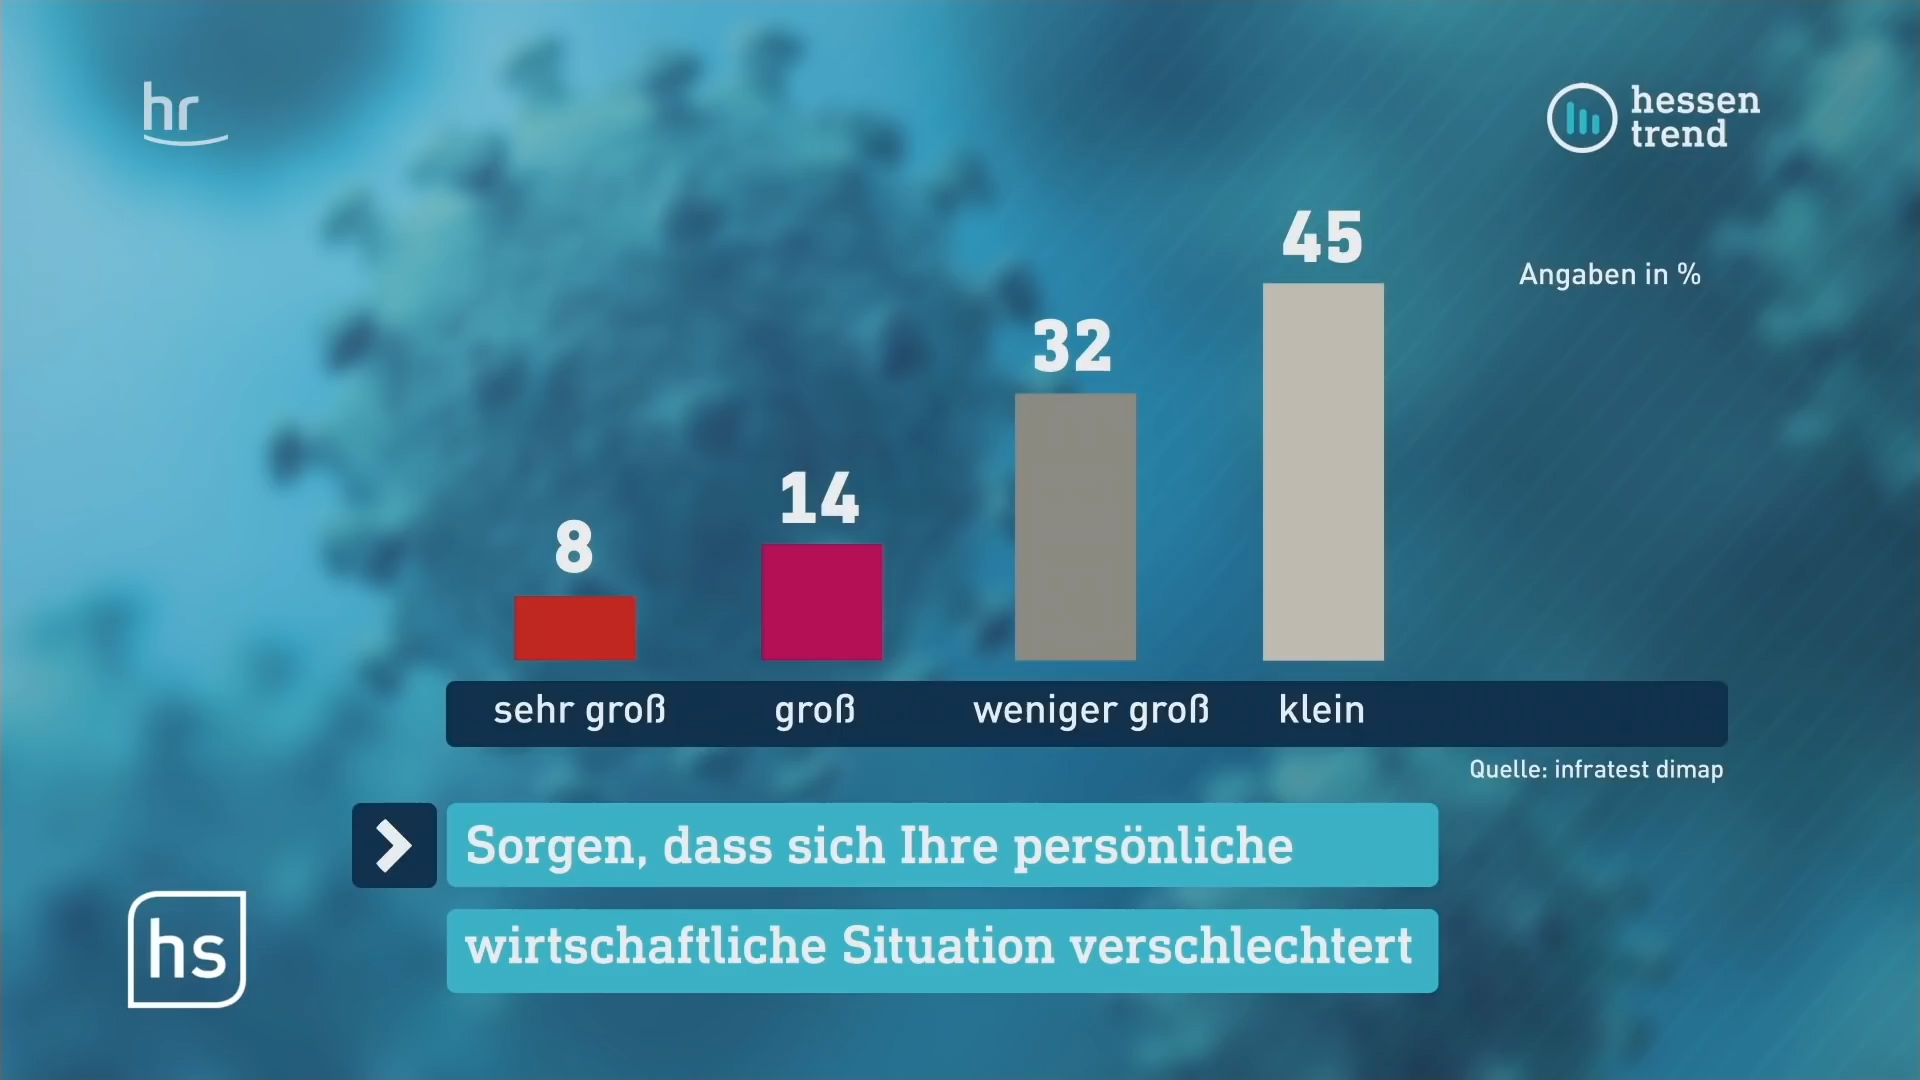 hr
hessen
trend
Angaben in %
8
14
32
45
sehr groß
groß
weniger groß
klein
Quelle: infratest dimap
Sorgen, dass sich Ihre persönliche
wirtschaftliche Situation verschlechtert
hs